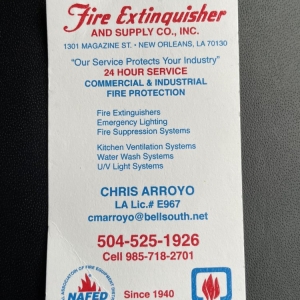 Fire Extinguisher
AND SUPPLY CO., INC.
1301 MAGAZINE ST. • NEW ORLEANS, LA 70130
"Our Service Protects Your Industry"
24 HOUR SERVICE
COMMERCIAL & INDUSTRIAL
FIRE PROTECTION
Fire Extinguishers
Emergency Lighting
Fire Suppression Systems
Kitchen Ventilation Systems
Water Wash Systems
U/V Light Systems
CHRIS ARROYO
LA Lic.# E967
cmarroyo@bellsouth.net
504-525-1926
Cell 985-718-2701
NAFED
Since 1940